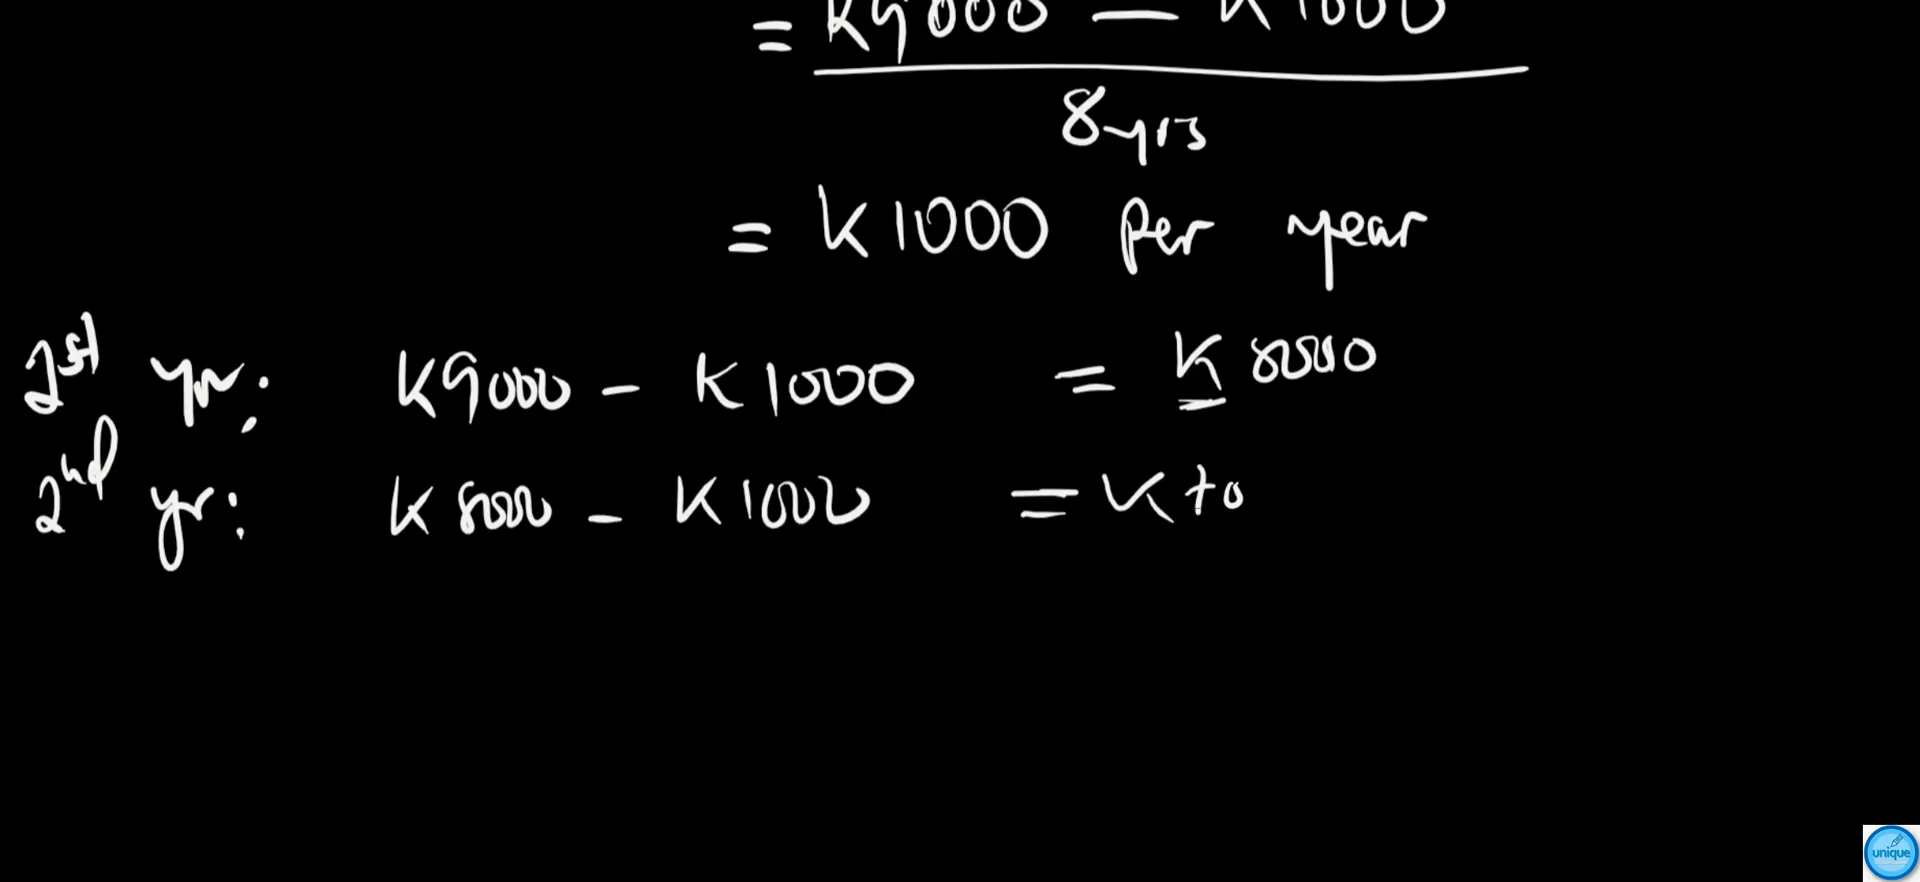 = K9000 — K1000
8yrs
= K1000 Per year
1st yr: K9000 – K1000 = K8000
2nd yr: K8000 – K1000 = K70
unique